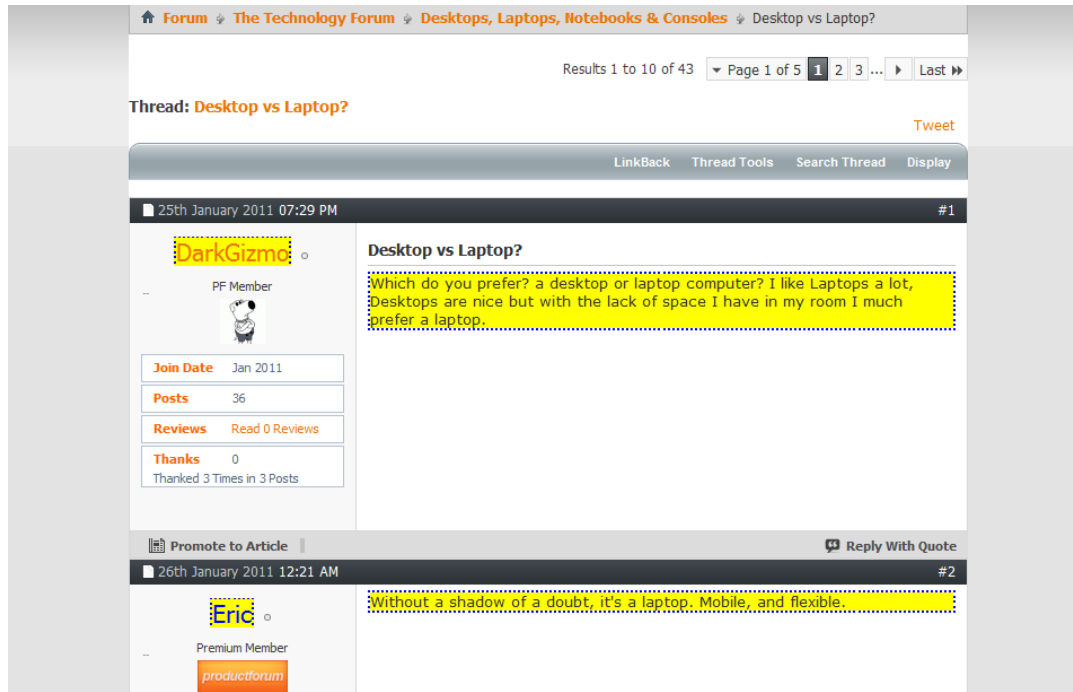 Forum The Technology Forum Desktops, Laptops, Notebooks & Consoles Desktop vs Laptop?
Results 1 to 10 of 43 Page 1 of 5 1 2 3 ... Last
Thread: Desktop vs Laptop?
Tweet
LinkBack Thread Tools Search Thread Display
25th January 2011 07:29 PM #1
DarkGizmo
PF Member
Desktop vs Laptop?
Which do you prefer? a desktop or laptop computer? I like Laptops a lot,
Desktops are nice but with the lack of space I have in my room I much
prefer a laptop.
Join Date Jan 2011
Posts 36
Reviews Read 0 Reviews
Thanks 0
Thanked 3 Times in 3 Posts
Promote to Article Reply With Quote
26th January 2011 12:21 AM #2
Eric
Premium Member
productforum
Without a shadow of a doubt, it's a laptop. Mobile, and flexible.